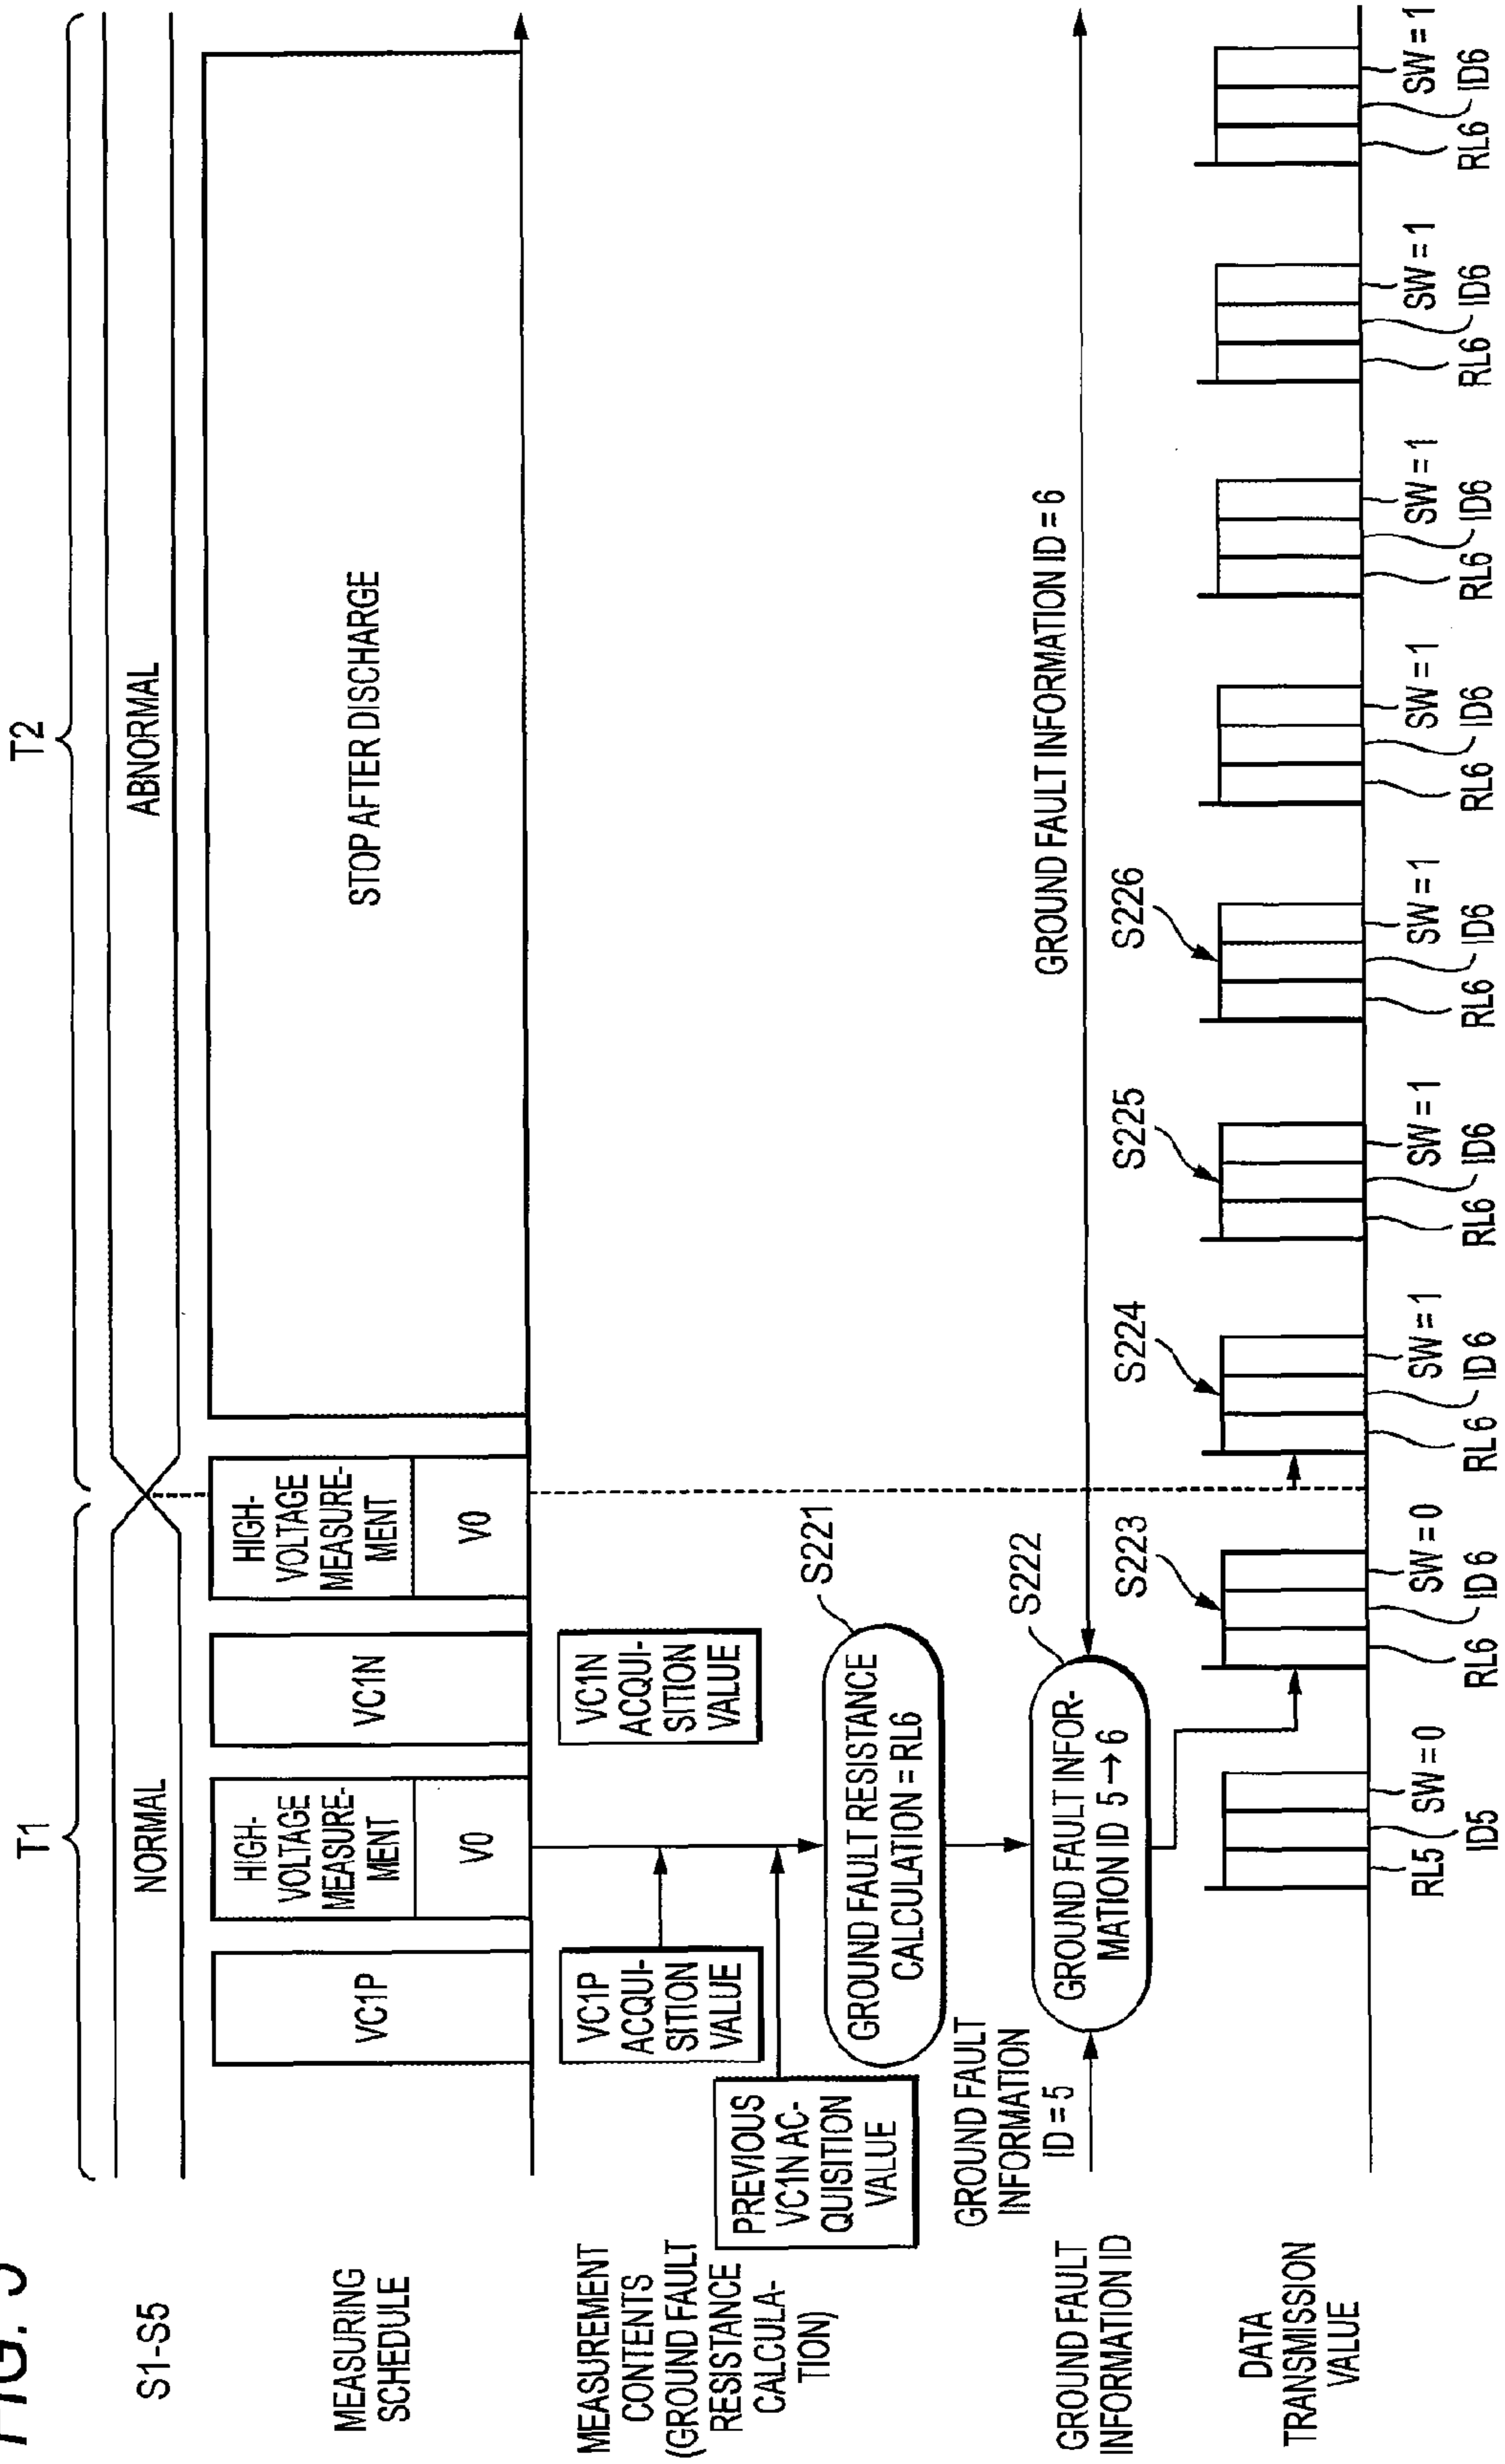 FIG.
T1
T2
S1-S5
NORMAL
ABNORMAL
MEASURING
SCHEDULE
VC1P
HIGH-
VOLTAGE
MEASURE-
MENT
V0
VC1N
HIGH-
VOLTAGE
MEASURE-
MENT
V0
STOP AFTER DISCHARGE
MEASUREMENT
CONTENTS
(GROUND FAULT
RESISTANCE
CALCULA-
TION)
VC1P
ACQUI-
SITION
VALUE
VC1N
ACQUI-
SITION
VALUE
PREVIOUS
VC1N AC-
QUISITION
VALUE
S221
GROUND FAULT RESISTANCE
CALCULATION = RL6
GROUND FAULT
INFORMATION ID
GROUND FAULT
INFORMATION
ID = 5
S222
GROUND FAULT INFOR-
MATION ID 5 → 6
GROUND FAULT INFORMATION ID = 6
DATA
TRANSMISSION
VALUE
S223
S224
S225
S226
RL5
ID5
SW = 0
RL6
ID 6
SW = 0
RL 6
ID 6
SW = 1
RL6
ID6
SW = 1
RL6
ID6
SW = 1
RL6
ID6
SW = 1
RL6
ID6
SW = 1
RL6
ID6
SW = 1
RL6
ID6
SW = 1